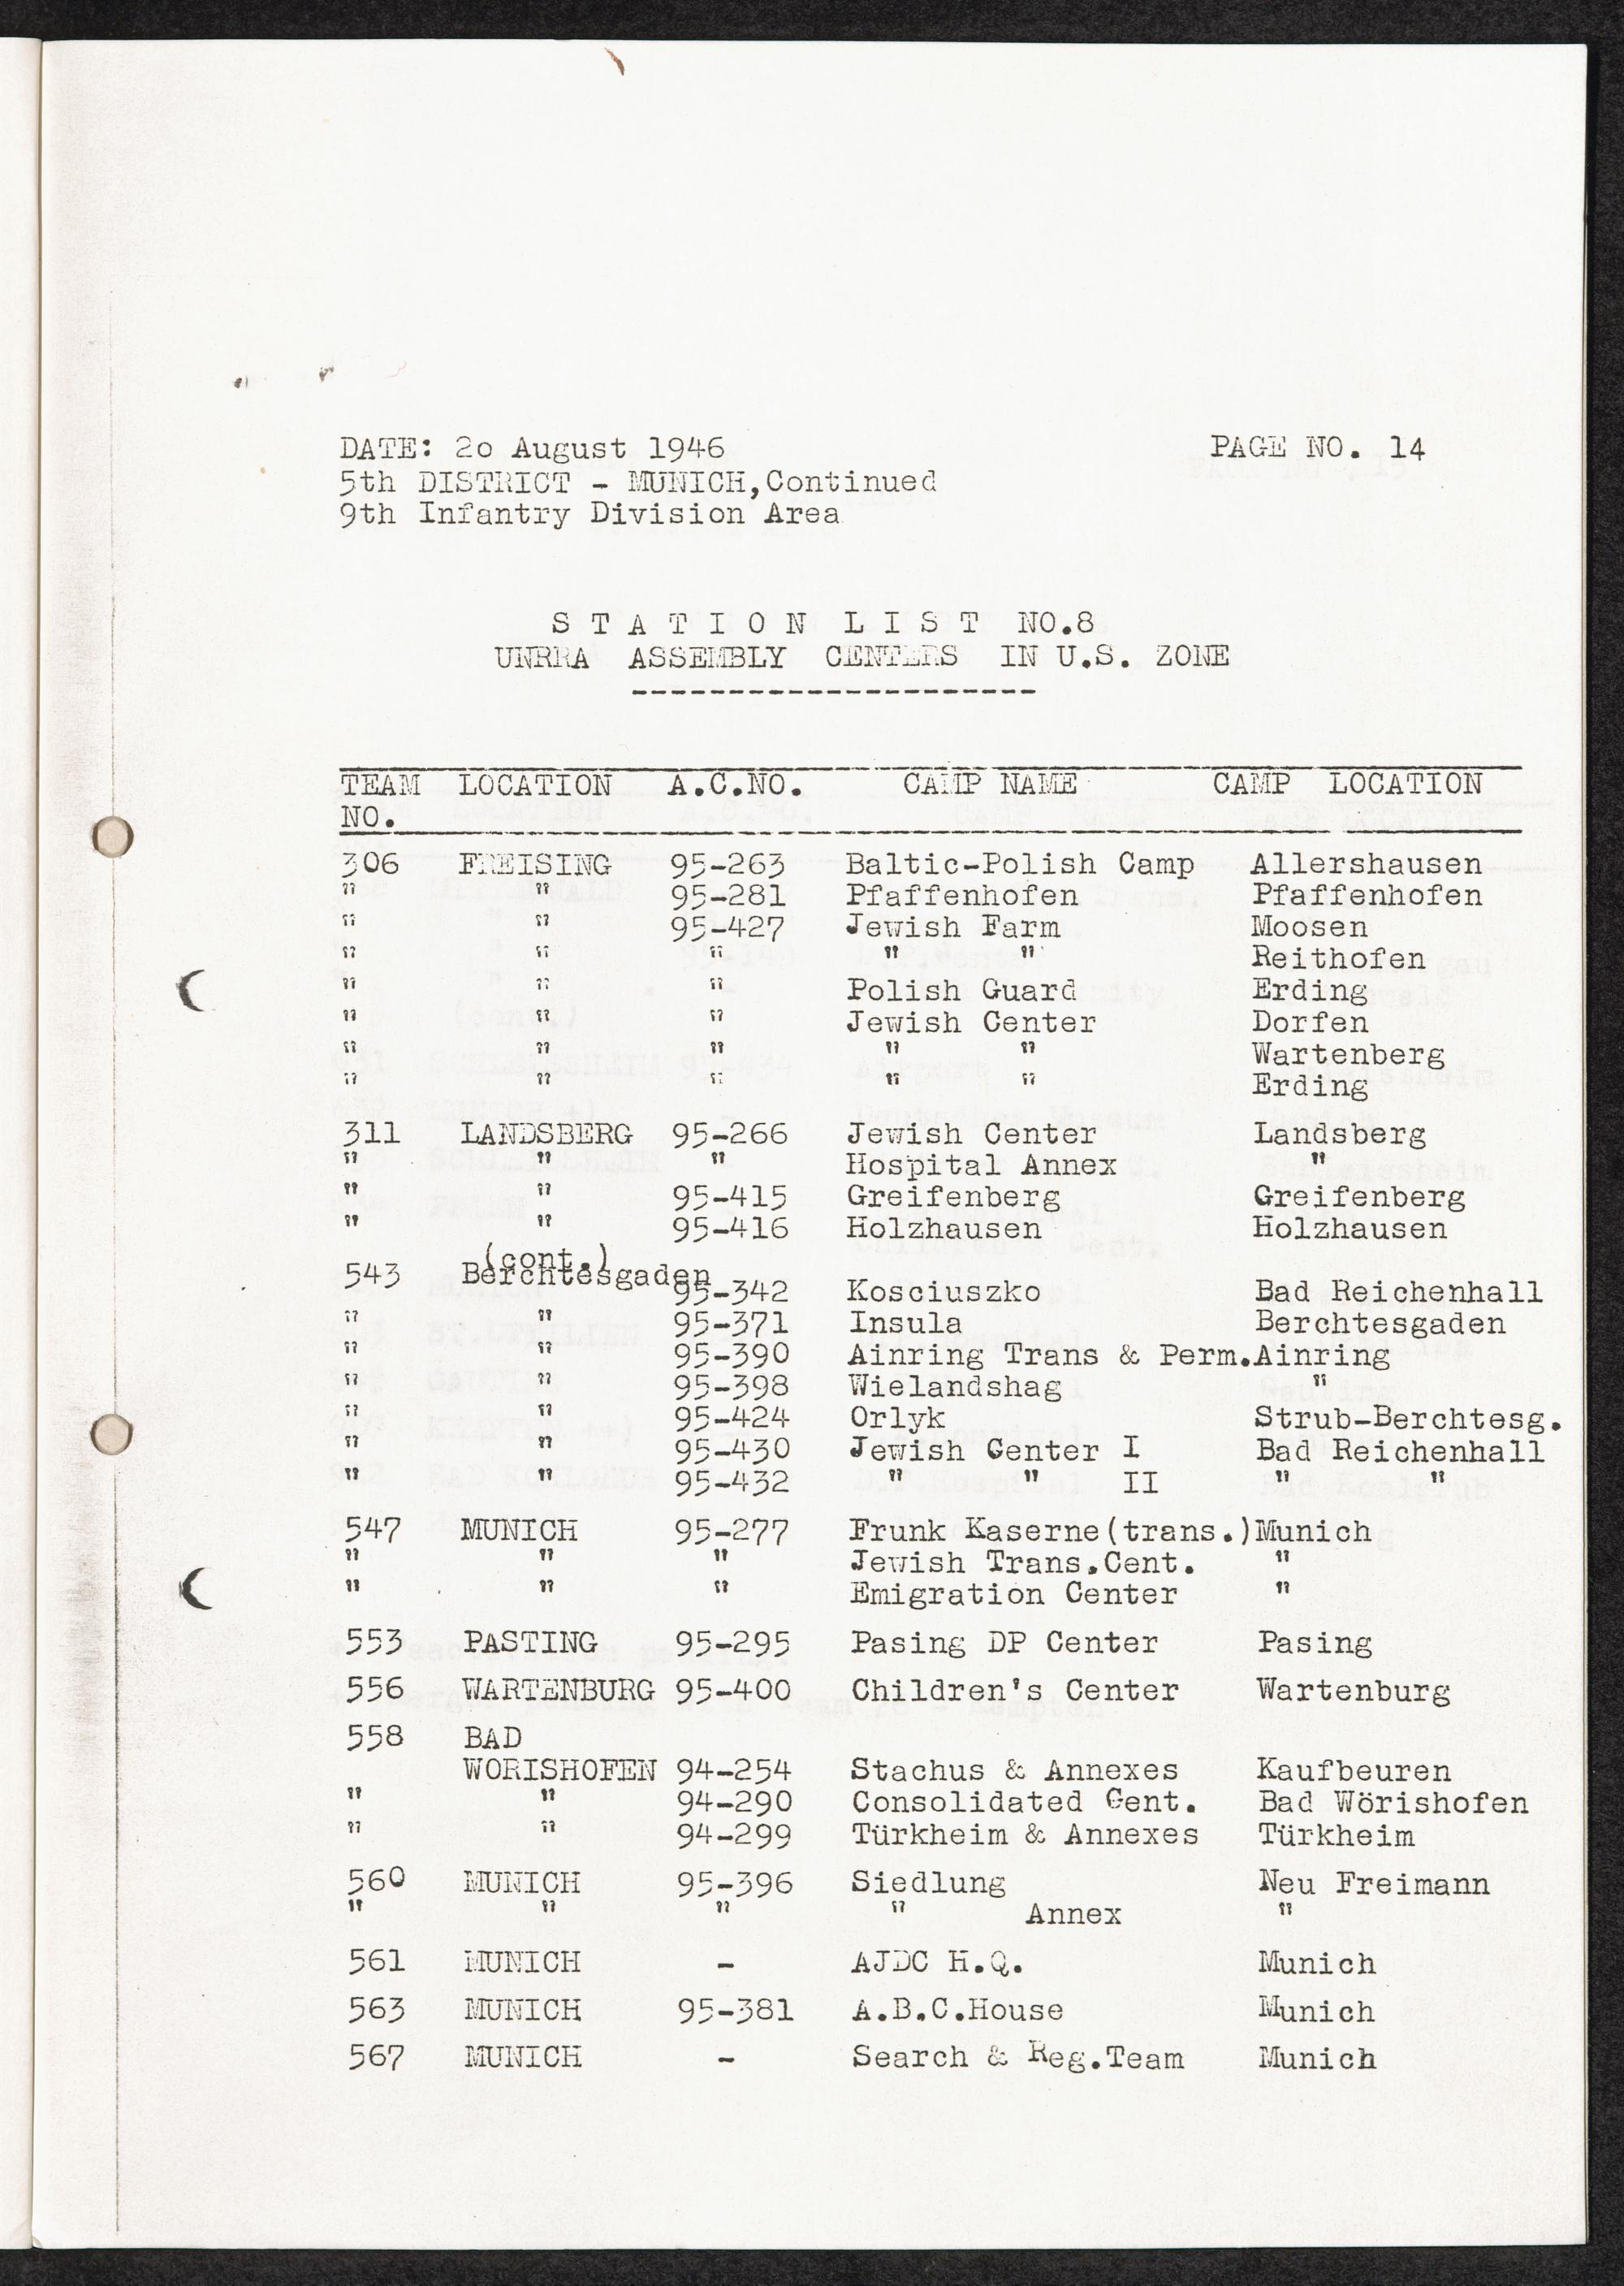 DATE: 2o August 1946 PAGE NO. 14
5th DISTRICT - MUNICH,Continued
9th Infantry Division Area
S T A T I O N L I S T NO.8
UNRRA ASSEMBLY CENTERS IN U.S. ZONE
---------------------
TEAM LOCATION A.C.NO. CAMP NAME CAMP LOCATION
NO.
306 FREISING 95-263 Baltic-Polish Camp Allershausen
" " 95-281 Pfaffenhofen Pfaffenhofen
" " 95-427 Jewish Farm Moosen
" " " " " Reithofen
" " " Polish Guard Erding
" " " Jewish Center Dorfen
" " " " " Wartenberg
" " " " " Erding
311 LANDSBERG 95-266 Jewish Center Landsberg
" " " Hospital Annex "
" " 95-415 Greifenberg Greifenberg
" " 95-416 Holzhausen Holzhausen
(cont.)
543 Berchtesgaden
95-342 Kosciuszko Bad Reichenhall
" " 95-371 Insula Berchtesgaden
" " 95-390 Ainring Trans & Perm.Ainring
" " 95-398 Wielandshag "
" " 95-424 Orlyk Strub-Berchtesg.
" " 95-430 Jewish Center I Bad Reichenhall
" " 95-432 " " II " "
547 MUNICH 95-277 Frunk Kaserne(trans.)Munich
" " " Jewish Trans.Cent. "
" " " Emigration Center "
553 PASTING 95-295 Pasing DP Center Pasing
556 WARTENBURG 95-400 Children's Center Wartenburg
558 BAD
WORISHOFEN 94-254 Stachus & Annexes Kaufbeuren
" " 94-290 Consolidated Cent. Bad Wörishofen
" " 94-299 Türkheim & Annexes Türkheim
560 MUNICH 95-396 Siedlung Neu Freimann
" " " " Annex "
561 MUNICH - AJDC H.Q. Munich
563 MUNICH 95-381 A.B.C.House Munich
567 MUNICH - Search & Reg.Team Munich